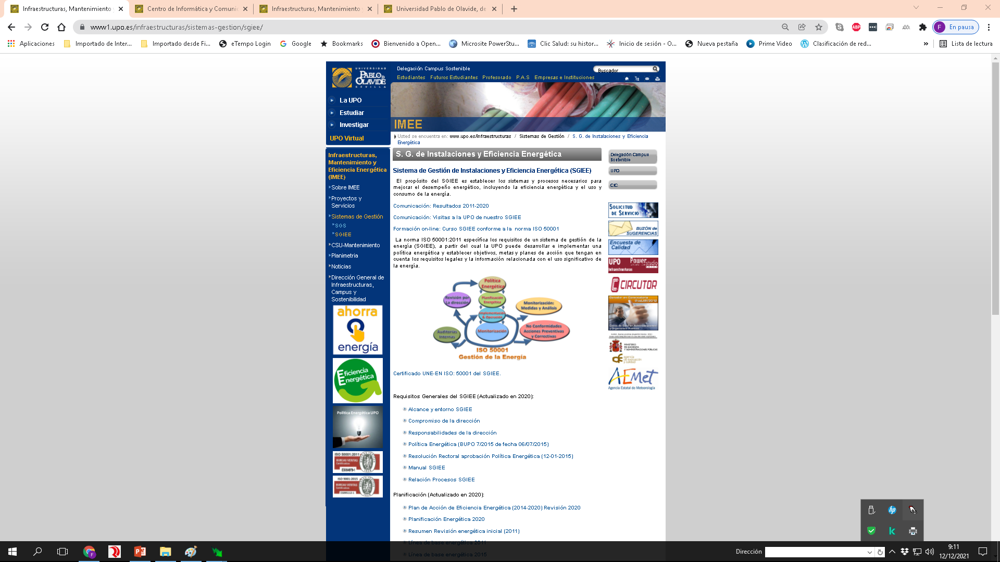 Infraestructuras, Mantenimiento
Centro de Informática y Comunic
Infraestructuras, Mantenimiento
Universidad Pablo de Olavide, de
www1.upo.es/infraestructuras/sistemas-gestion/sgiee/
ABP
F
En pausa
Aplicaciones
Importado de Inter...
Importado desde Fi...
eTempo Login
Google
Bookmarks
Bienvenido a Open...
Microsite PowerStu...
Clic Salud: su histor...
Inicio de sesión - O...
Nueva pestaña
Prime Video
Clasificación de red...
»
Lista de lectura
UNIVERSIDAD
PABLO DE
OLAVIDE
SEVILLA
Delegación Campus Sostenible
Buscador
Estudiantes Futuros Estudiantes Profesorado P.A.S Empresas e Instituciones
La UPO
Estudiar
Investigar
UPO Virtual
IMEE
Usted se encuentra en: www.upo.es/infraestructuras / Sistemas de Gestión / S. G. de Instalaciones y Eficiencia
Energética
Infraestructuras,
Mantenimiento y
Eficiencia Energética
(IMEE)
Sobre IMEE
Proyectos y
Servicios
Sistemas de Gestión
SGS
SGIEE
CSU-Mantenimiento
Planimetria
Noticias
Dirección General de
Infraestructuras,
Campus y
Sostenibilidad
ahorra
energía
Eficiencia
Energética
Política Energética UPO
ISO 50001:2011
BUREAU VERITAS
Certification
ISO 9001:2015
BUREAU VERITAS
Certification
S. G. de Instalaciones y Eficiencia Energética
Sistema de Gestión de Instalaciones y Eficiencia Energética (SGIEE)
El propósito del SGIEE es establecer los sistemas y procesos necesarios para
mejorar el desempeño energético, incluyendo la eficiencia energética y el uso y
consumo de la energía.
Comunicación: Resultados 2011-2020
Comunicación: Visitas a la UPO de nuestro SGIEE
Formación on-line: Curso SGIEE conforme a la norma ISO 50001
La norma ISO 50001:2011 específica los requisitos de un sistema de gestión de la
energía (SGIEE), a partir del cual la UPO puede desarrollar e implementar una
política energética y establecer objetivos, metas y planes de acción que tengan en
cuenta los requisitos legales y la información relacionada con el uso significativo de
la energía.
Política
Energética
Revisión por
La dirección
Planificación
Energética
Monitorización:
Medidas y Análisis
Implementación
& Operación
Auditorias
Internas
Monitorización
No Conformidades
Acciones Preventivas
y Correctivas
ISO 50001
Gestión de la Energía
Certificado UNE-EN ISO: 50001 del SGIEE.
Requisitos Generales del SGIEE (Actualizado en 2020):
Alcance y entorno SGIEE
Compromiso de la dirección
Responsabilidades de la dirección
Política Energética (BUPO 7/2015 de fecha 06/07/2015)
Resolución Rectoral aprobación Política Energética (12-01-2015)
Manual SGIEE
Relación Procesos SGIEE
Planificación (Actualizado en 2020):
Plan de Acción de Eficiencia Energética (2014-2020) Revisión 2020
Planificación Energética 2020
Resumen Revisión energética inicial (2011)
Línea de base energética 2011
Línea de base energética 2015
Delegación Campus
Sostenible
UPO
CIC
SOLICITUD
DE SERVICIO
BUZÓN de
SUGERENCIAS
Encuesta de
Calidad
UPO Power studio
Infraestructuras
CIRCUTOR
MINISTERIO
DE HACIENDA
Y ADMINISTRACIONES PÚBLICAS
agencia
de evaluación
y calidad
AEMet
Agencia Estatal de Meteorología
hp
Dirección
9:11
12/12/2021